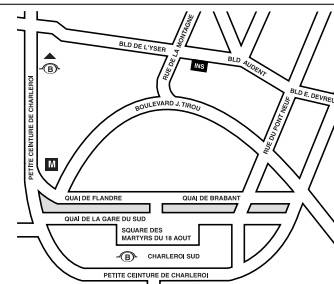 BLD DE L'YSER
RUE DE LA MONTAGNE
BLD AUDENT
INS
B
BLD E. DEVREU
BOULEVARD J. TIROU
RUE DU PONT NEUF
PETITE CEINTURE DE CHARLEROI
M
QUAI DE FLANDRE
QUAI DE BRABANT
QUAI DE LA GARE DU SUD
SQUARE DES
MARTYRS DU 18 AOUT
B CHARLEROI SUD
PETITE CEINTURE DE CHARLEROI